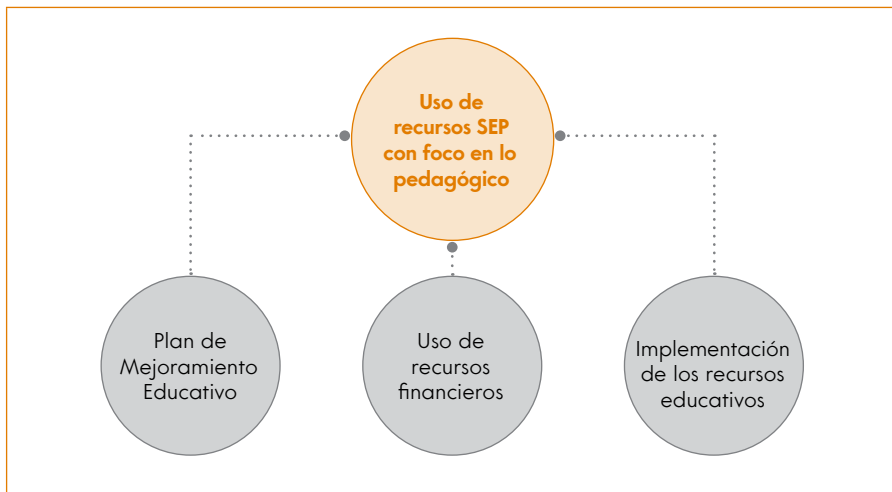 Uso de
recursos SEP
con foco en lo
pedagógico
Plan de
Mejoramiento
Educativo
Uso de
recursos
financieros
Implementación
de los recursos
educativos